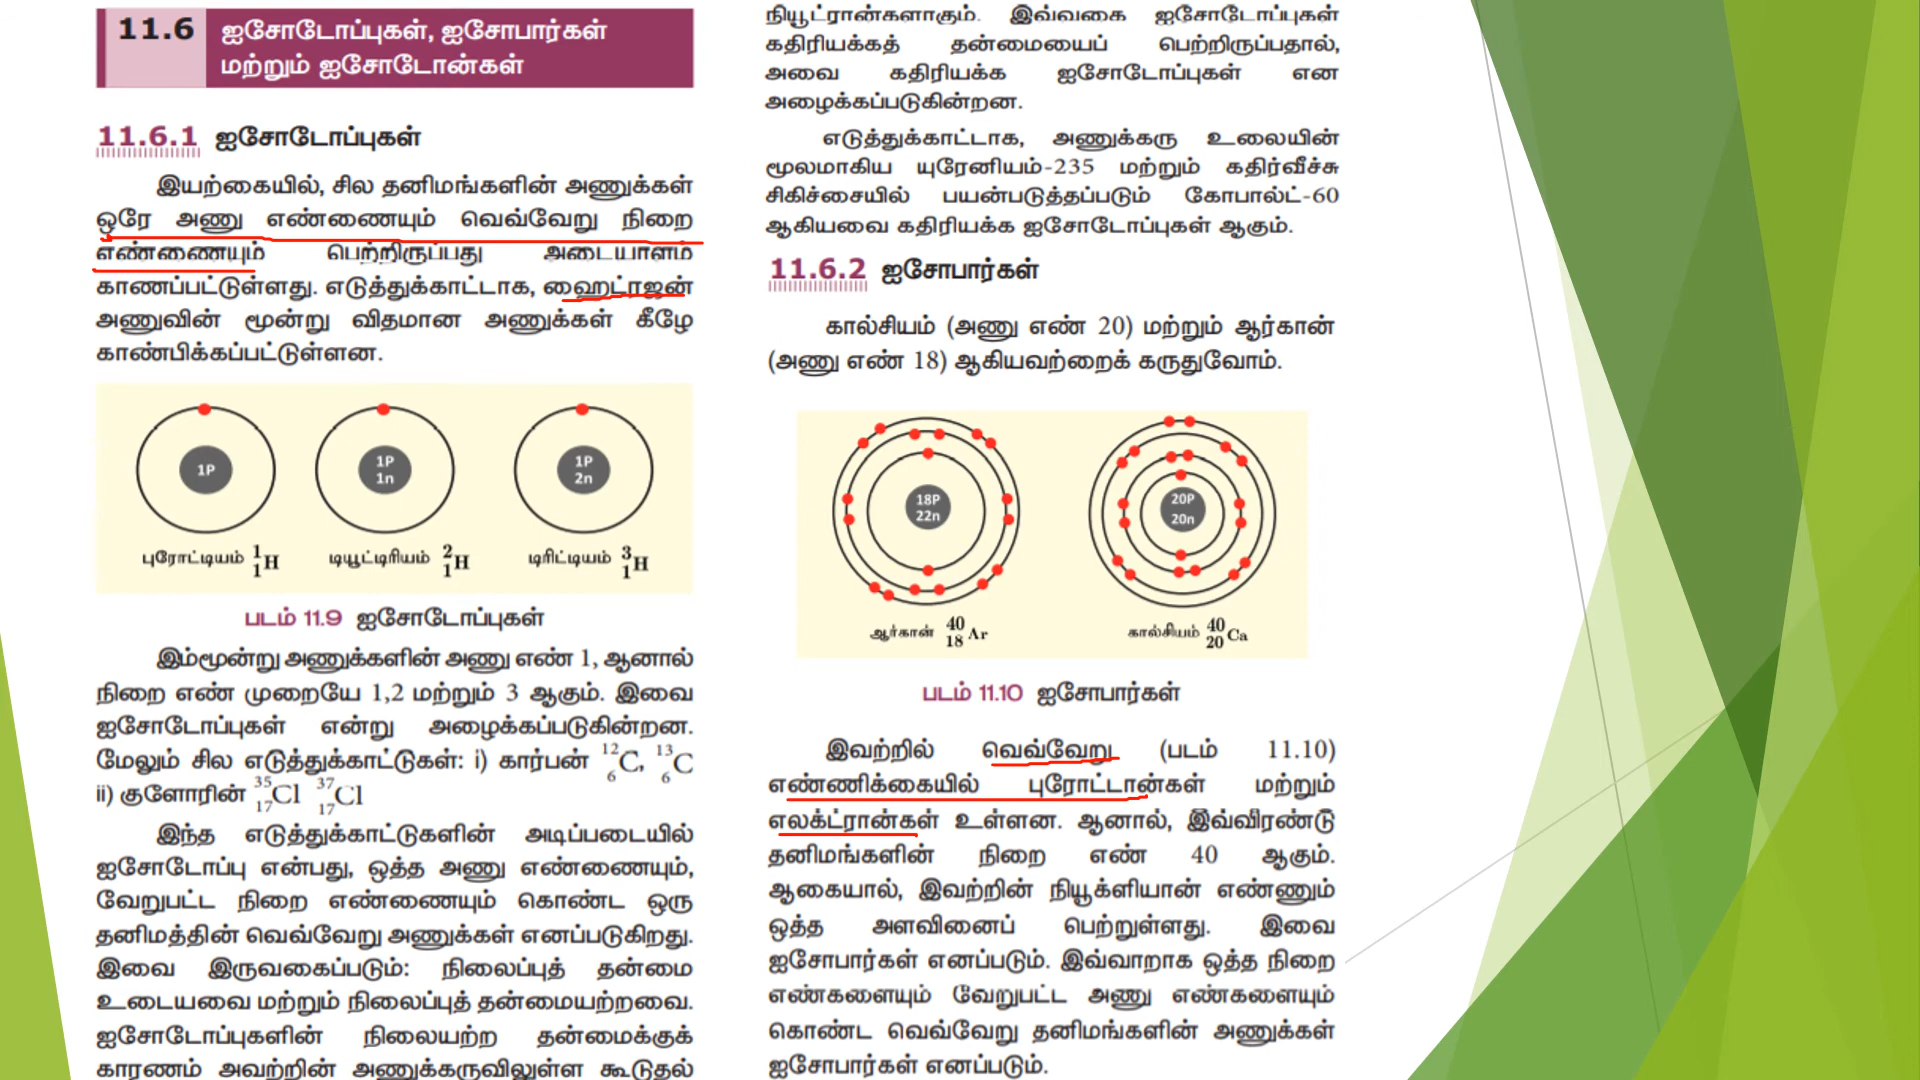 11.6 ஐசோடோப்புகள், ஐசோபார்கள்
மற்றும் ஐசோடோன்கள்
11.6.1 ஐசோடோப்புகள்
இயற்கையில், சில தனிமங்களின் அணுக்கள்
ஒரே அணு எண்ணையும் வெவ்வேறு நிறை
எண்ணையும் பெற்றிருப்பது அடையாளம்
காணப்பட்டுள்ளது. எடுத்துக்காட்டாக, ஹைட்ரஜன்
அணுவின் மூன்று விதமான அணுக்கள் கீழே
காண்பிக்கப்பட்டுள்ளன.
1P
1P
1n
1P
2n
புரோட்டியம் ¹₁H
டியூட்டிரியம் ²₁H
டிரிட்டியம் ³₁H
படம் 11.9 ஐசோடோப்புகள்
இம்மூன்று அணுக்களின் அணு எண் 1, ஆனால்
நிறை எண் முறையே 1,2 மற்றும் 3 ஆகும். இவை
ஐசோடோப்புகள் என்று அழைக்கப்படுகின்றன.
மேலும் சில எடுத்துக்காட்டுகள்: i) கார்பன் ¹²₆C, ¹³₆C
ii) குளோரின் ³⁵₁₇Cl ³⁷₁₇Cl
இந்த எடுத்துக்காட்டுகளின் அடிப்படையில்
ஐசோடோப்பு என்பது, ஒத்த அணு எண்ணையும்,
வேறுபட்ட நிறை எண்ணையும் கொண்ட ஒரு
தனிமத்தின் வெவ்வேறு அணுக்கள் எனப்படுகிறது.
இவை இருவகைப்படும்: நிலைப்புத் தன்மை
உடையவை மற்றும் நிலைப்புத் தன்மையற்றவை.
ஐசோடோப்புகளின் நிலையற்ற தன்மைக்குக்
காரணம் அவற்றின் அணுக்கருவிலுள்ள கூடுதல்
நியூட்ரான்களாகும். இவ்வகை ஐசோடோப்புகள்
கதிரியக்கத் தன்மையைப் பெற்றிருப்பதால்,
அவை கதிரியக்க ஐசோடோப்புகள் என
அழைக்கப்படுகின்றன.
எடுத்துக்காட்டாக, அணுக்கரு உலையின்
மூலமாகிய யுரேனியம்-235 மற்றும் கதிர்வீச்சு
சிகிச்சையில் பயன்படுத்தப்படும் கோபால்ட்-60
ஆகியவை கதிரியக்க ஐசோடோப்புகள் ஆகும்.
11.6.2 ஐசோபார்கள்
கால்சியம் (அணு எண் 20) மற்றும் ஆர்கான்
(அணு எண் 18) ஆகியவற்றைக் கருதுவோம்.
18P
22n
20P
20n
ஆர்கான் ⁴⁰₁₈Ar
கால்சியம் ⁴⁰₂₀Ca
படம் 11.10 ஐசோபார்கள்
இவற்றில் வெவ்வேறு (படம் 11.10)
எண்ணிக்கையில் புரோட்டான்கள் மற்றும்
எலக்ட்ரான்கள் உள்ளன. ஆனால், இவ்விரண்டு
தனிமங்களின் நிறை எண் 40 ஆகும்.
ஆகையால், இவற்றின் நியூக்ளியான் எண்ணும்
ஒத்த அளவினைப் பெற்றுள்ளது. இவை
ஐசோபார்கள் எனப்படும். இவ்வாறாக ஒத்த நிறை
எண்களையும் வேறுபட்ட அணு எண்களையும்
கொண்ட வெவ்வேறு தனிமங்களின் அணுக்கள்
ஐசோபார்கள் எனப்படும்.